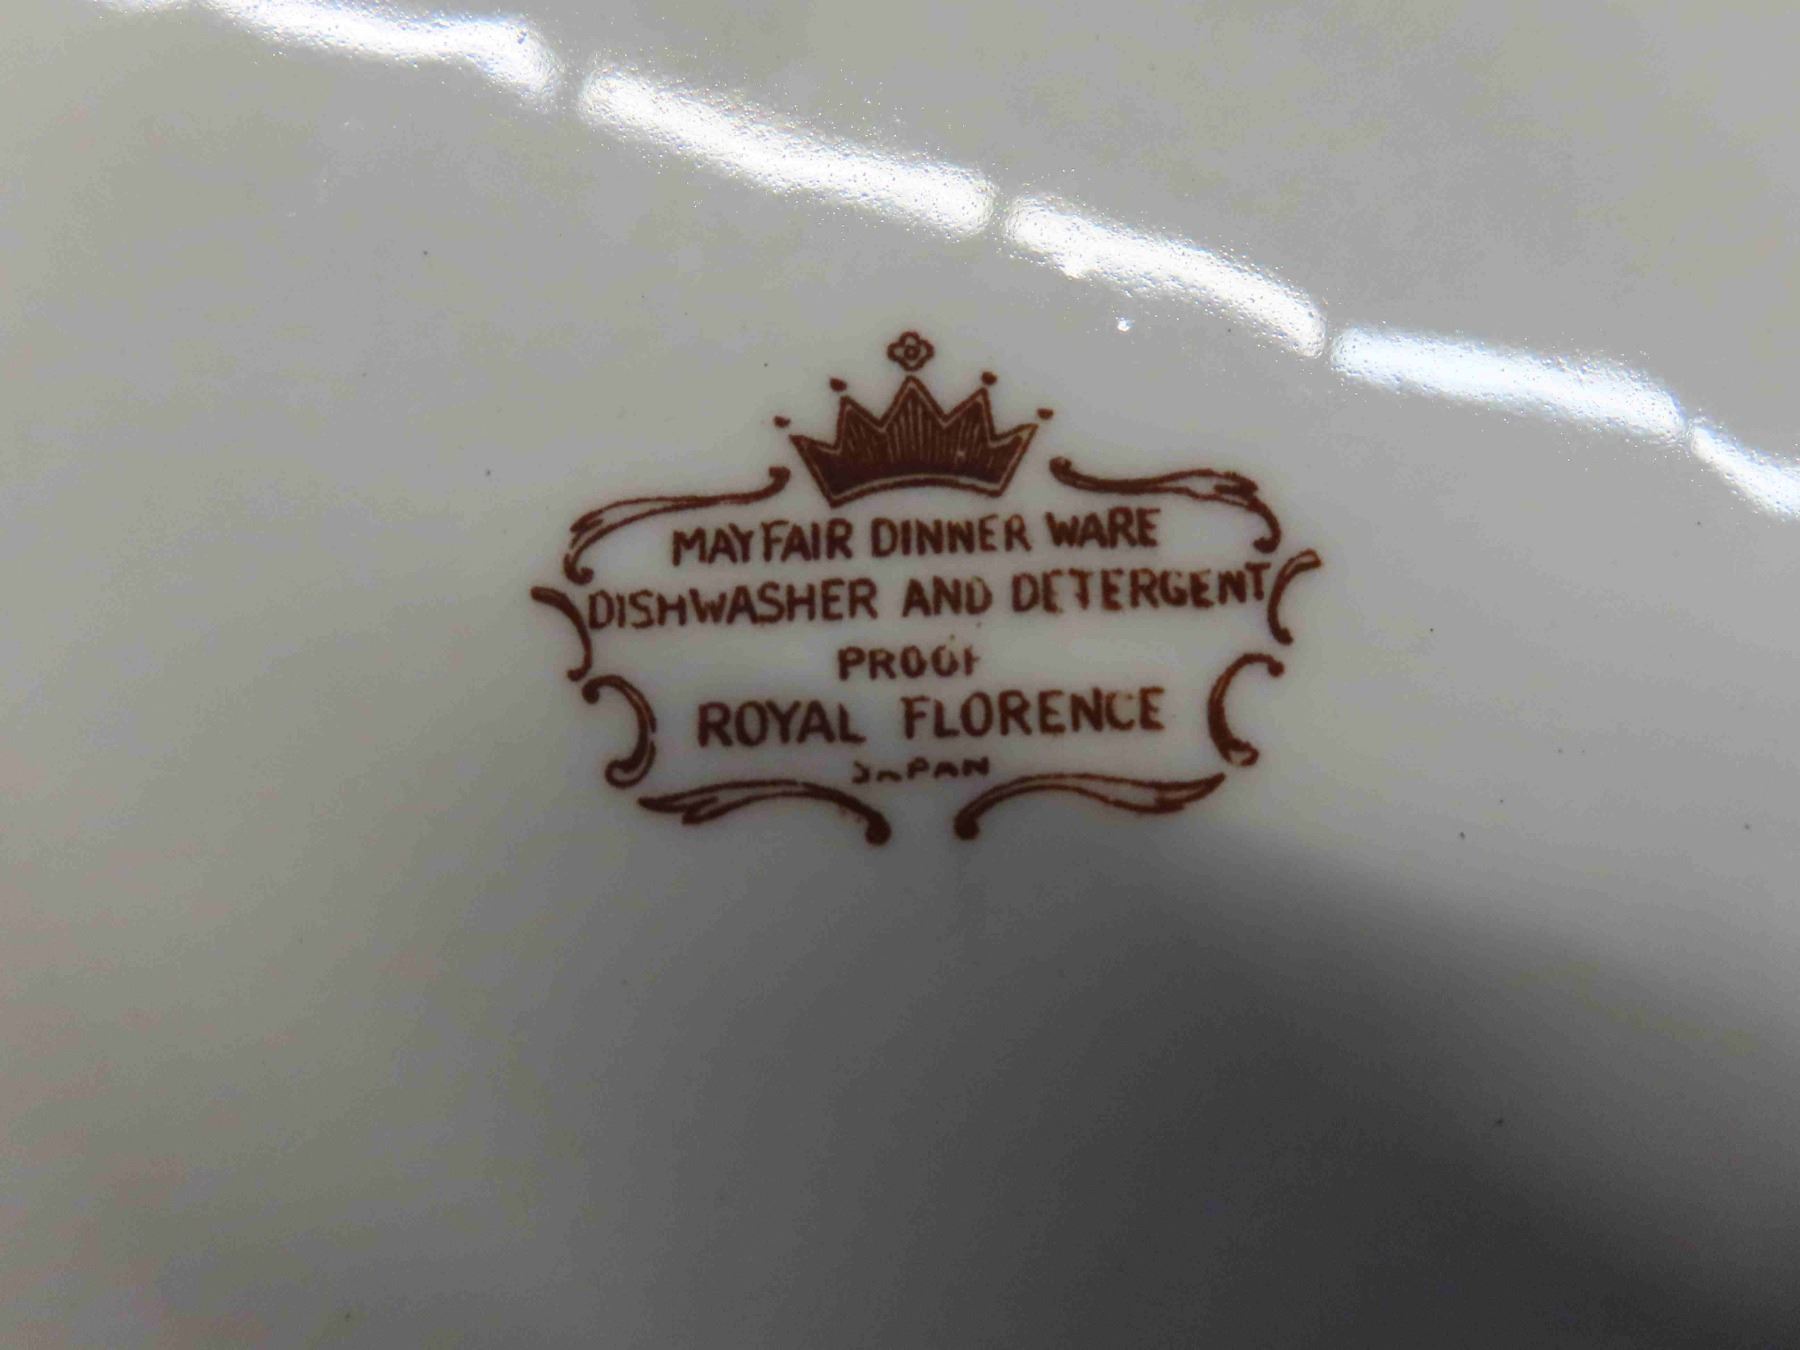 MAYFAIR DINNER WARE
DISHWASHER AND DETERGENT
PROOF
ROYAL FLORENCE
JAPAN